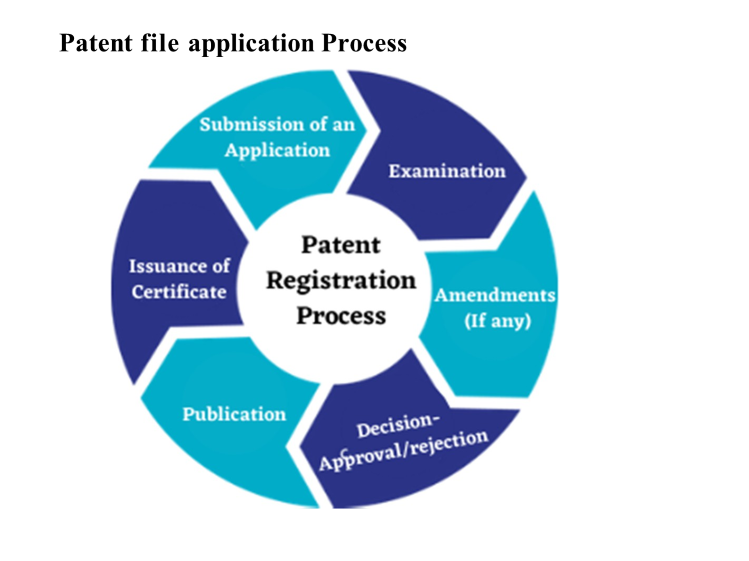 Patent file application Process
Submission of an
Application
Examination
Amendments
(If any)
Decision-
Approval/rejection
Publication
Issuance of
Certificate
Patent
Registration
Process